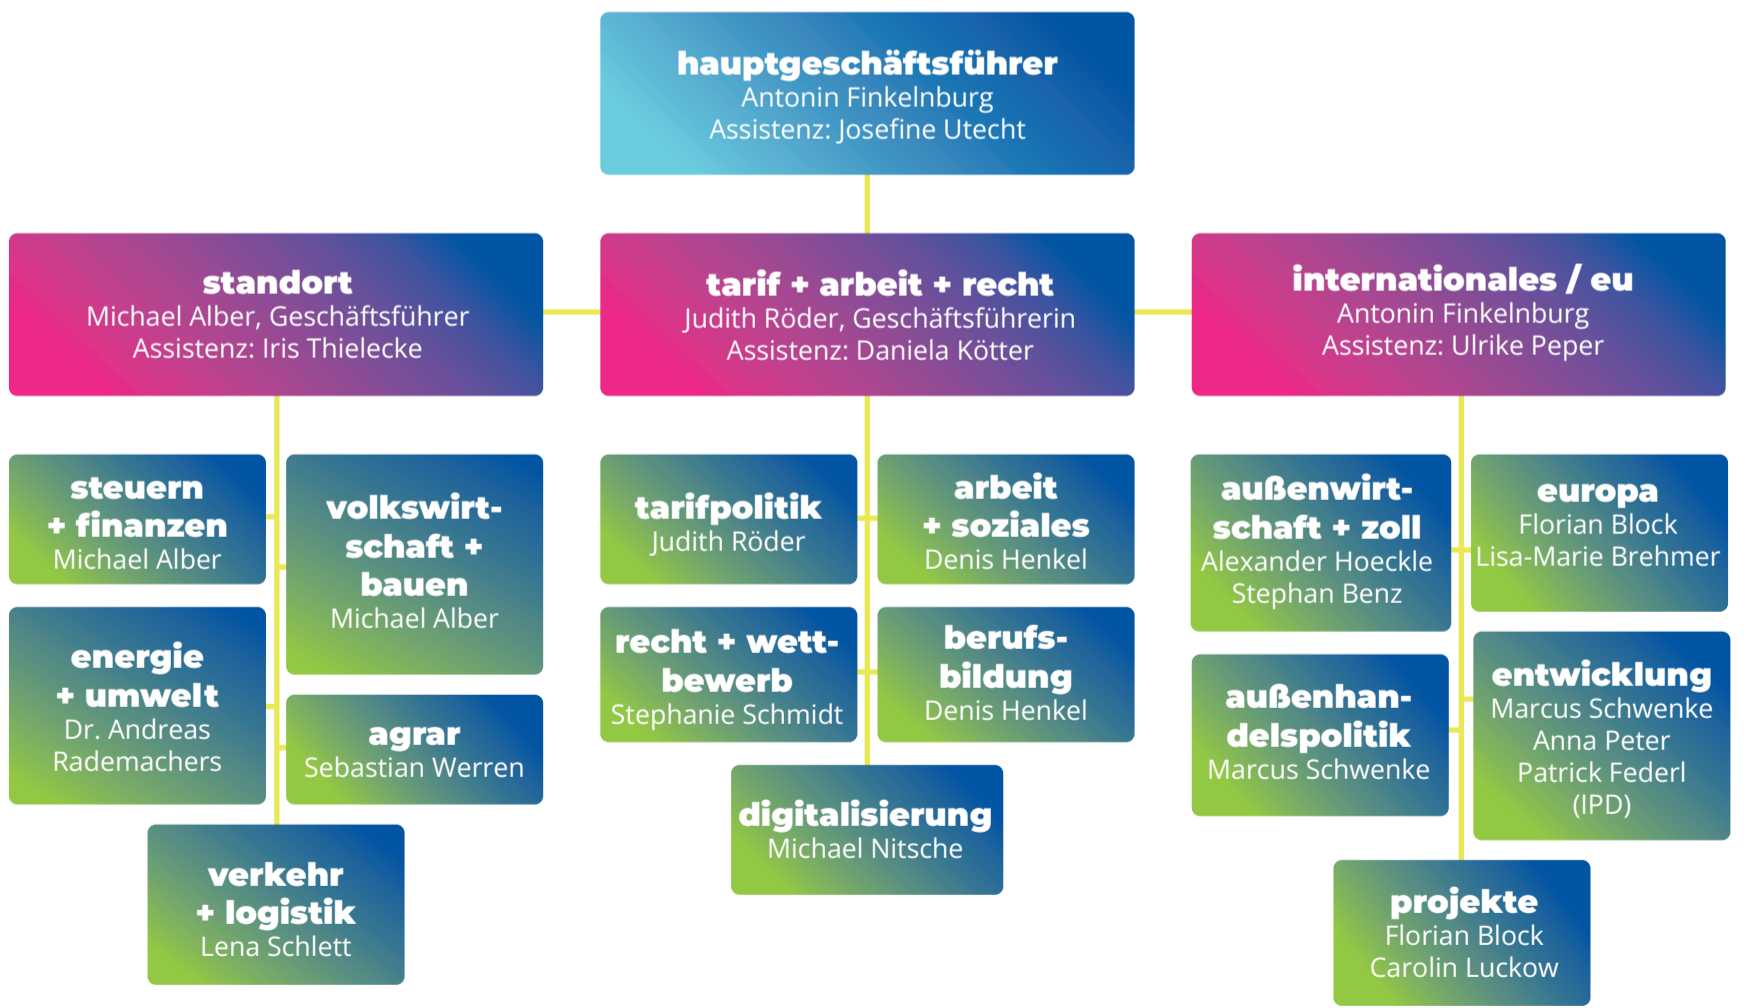 hauptgeschäftsführer
Antonin Finkelnburg
Assistenz: Josefine Utecht
standort
Michael Alber, Geschäftsführer
Assistenz: Iris Thielecke
tarif + arbeit + recht
Judith Röder, Geschäftsführerin
Assistenz: Daniela Kötter
internationales / eu
Antonin Finkelnburg
Assistenz: Ulrike Peper
steuern
+ finanzen
Michael Alber
volkswirt-
schaft +
bauen
Michael Alber
energie
+ umwelt
Dr. Andreas
Rademachers
agrar
Sebastian Werren
verkehr
+ logistik
Lena Schlett
tarifpolitik
Judith Röder
arbeit
+ soziales
Denis Henkel
recht + wett-
bewerb
Stephanie Schmidt
berufs-
bildung
Denis Henkel
digitalisierung
Michael Nitsche
außenwirt-
schaft + zoll
Alexander Hoeckle
Stephan Benz
europa
Florian Block
Lisa-Marie Brehmer
außenhan-
delspolitik
Marcus Schwenke
entwicklung
Marcus Schwenke
Anna Peter
Patrick Federl
(IPD)
projekte
Florian Block
Carolin Luckow